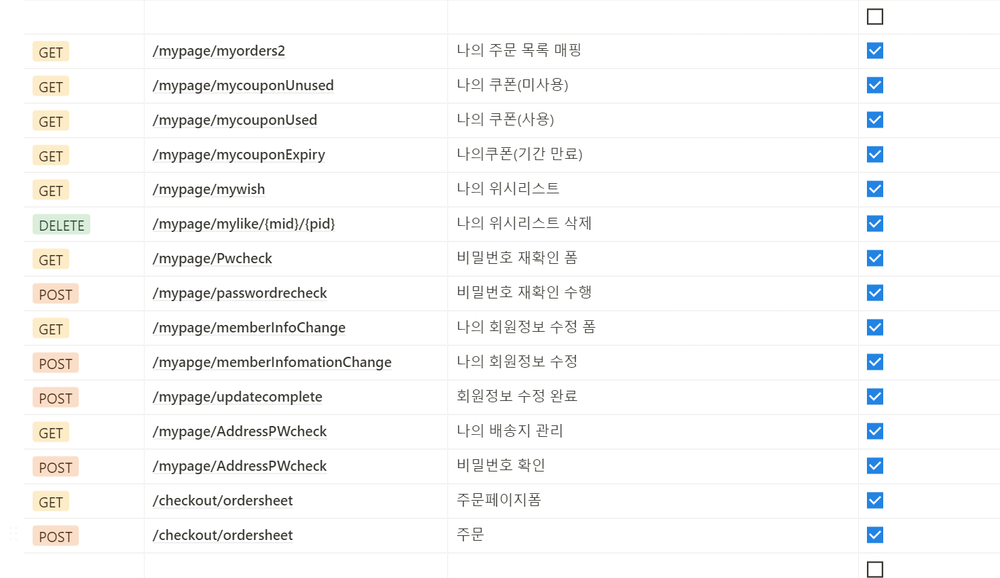 GET /mypage/myorders2 나의 주문 목록 매핑
GET /mypage/mycouponUnused 나의 쿠폰(미사용)
GET /mypage/mycouponUsed 나의 쿠폰(사용)
GET /mypage/mycouponExpiry 나의쿠폰(기간 만료)
GET /mypage/mywish 나의 위시리스트
DELETE /mypage/mylike/{mid}/{pid} 나의 위시리스트 삭제
GET /mypage/Pwcheck 비밀번호 재확인 폼
POST /mypage/passwordrecheck 비밀번호 재확인 수행
GET /mypage/memberInfoChange 나의 회원정보 수정 폼
POST /myapge/memberInfomationChange 나의 회원정보 수정
POST /mypage/updatecomplete 회원정보 수정 완료
GET /mypage/AddressPWcheck 나의 배송지 관리
POST /mypage/AddressPWcheck 비밀번호 확인
GET /checkout/ordersheet 주문페이지폼
POST /checkout/ordersheet 주문